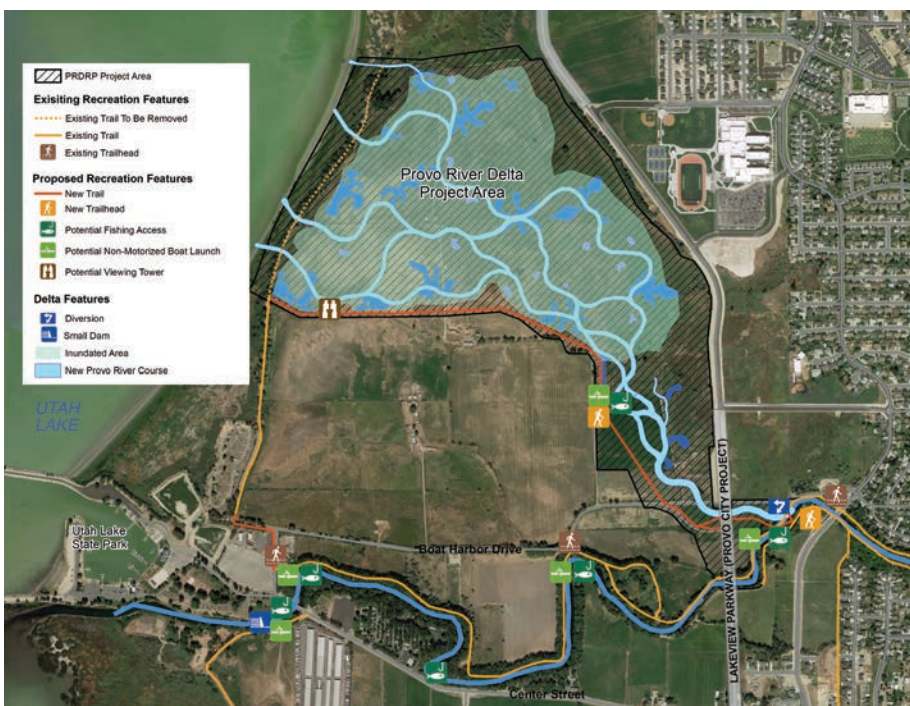 PRDRP Project Area
Exisiting Recreation Features
Existing Trail To Be Removed
Existing Trail
Existing Trailhead
Proposed Recreation Features
New Trail
New Trailhead
Potential Fishing Access
Potential Non-Motorized Boat Launch
Potential Viewing Tower
Delta Features
Diversion
Small Dam
Inundated Area
New Provo River Course
Provo River Delta
Project Area
UTAH
LAKE
Utah Lake
State Park
Boat Harbor Drive
Center Street
LAKEVIEW PARKWAY (PROVO CITY PROJECT)